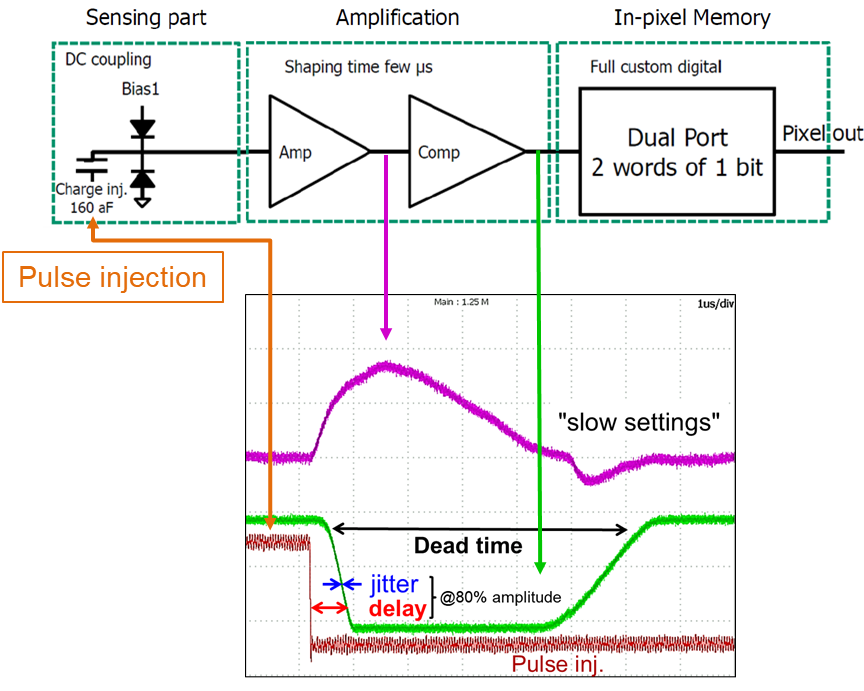 Sensing part
Amplification
In-pixel Memory
DC coupling
Bias1
Charge inj.
160 aF
Shaping time few µs
Amp
Comp
Full custom digital
Dual Port
2 words of 1 bit
Pixel out
Pulse injection
Main : 1.25 M
1us/div
"slow settings"
Dead time
jitter
delay
@80% amplitude
Pulse inj.